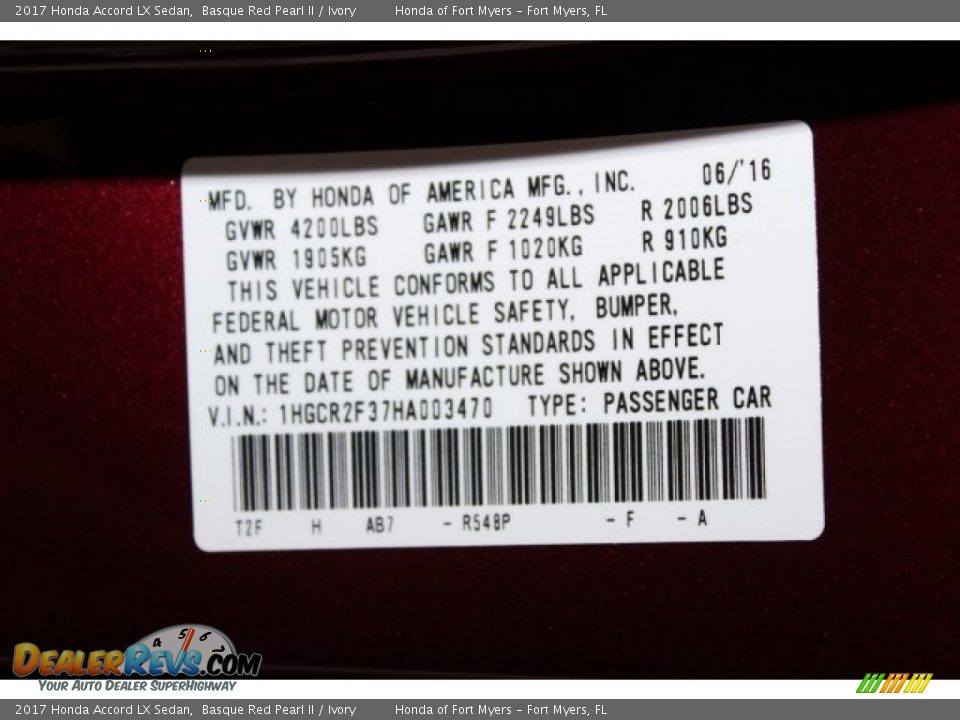 2017 Honda Accord LX Sedan, Basque Red Pearl II / Ivory Honda of Fort Myers - Fort Myers, FL
MFD. BY HONDA OF AMERICA MFG., INC. 06/'16
GVWR 4200LBS GAWR F 2249LBS R 2006LBS
GVWR 1905KG GAWR F 1020KG R 910KG
THIS VEHICLE CONFORMS TO ALL APPLICABLE
FEDERAL MOTOR VEHICLE SAFETY, BUMPER,
AND THEFT PREVENTION STANDARDS IN EFFECT
ON THE DATE OF MANUFACTURE SHOWN ABOVE.
V.I.N.: 1HGCR2F37HA003470 TYPE: PASSENGER CAR
T2F H AB7 - R548P - F - A
4 5 6
DEALERREVS.COM
YOUR AUTO DEALER SUPERHIGHWAY
2017 Honda Accord LX Sedan, Basque Red Pearl II / Ivory Honda of Fort Myers - Fort Myers, FL